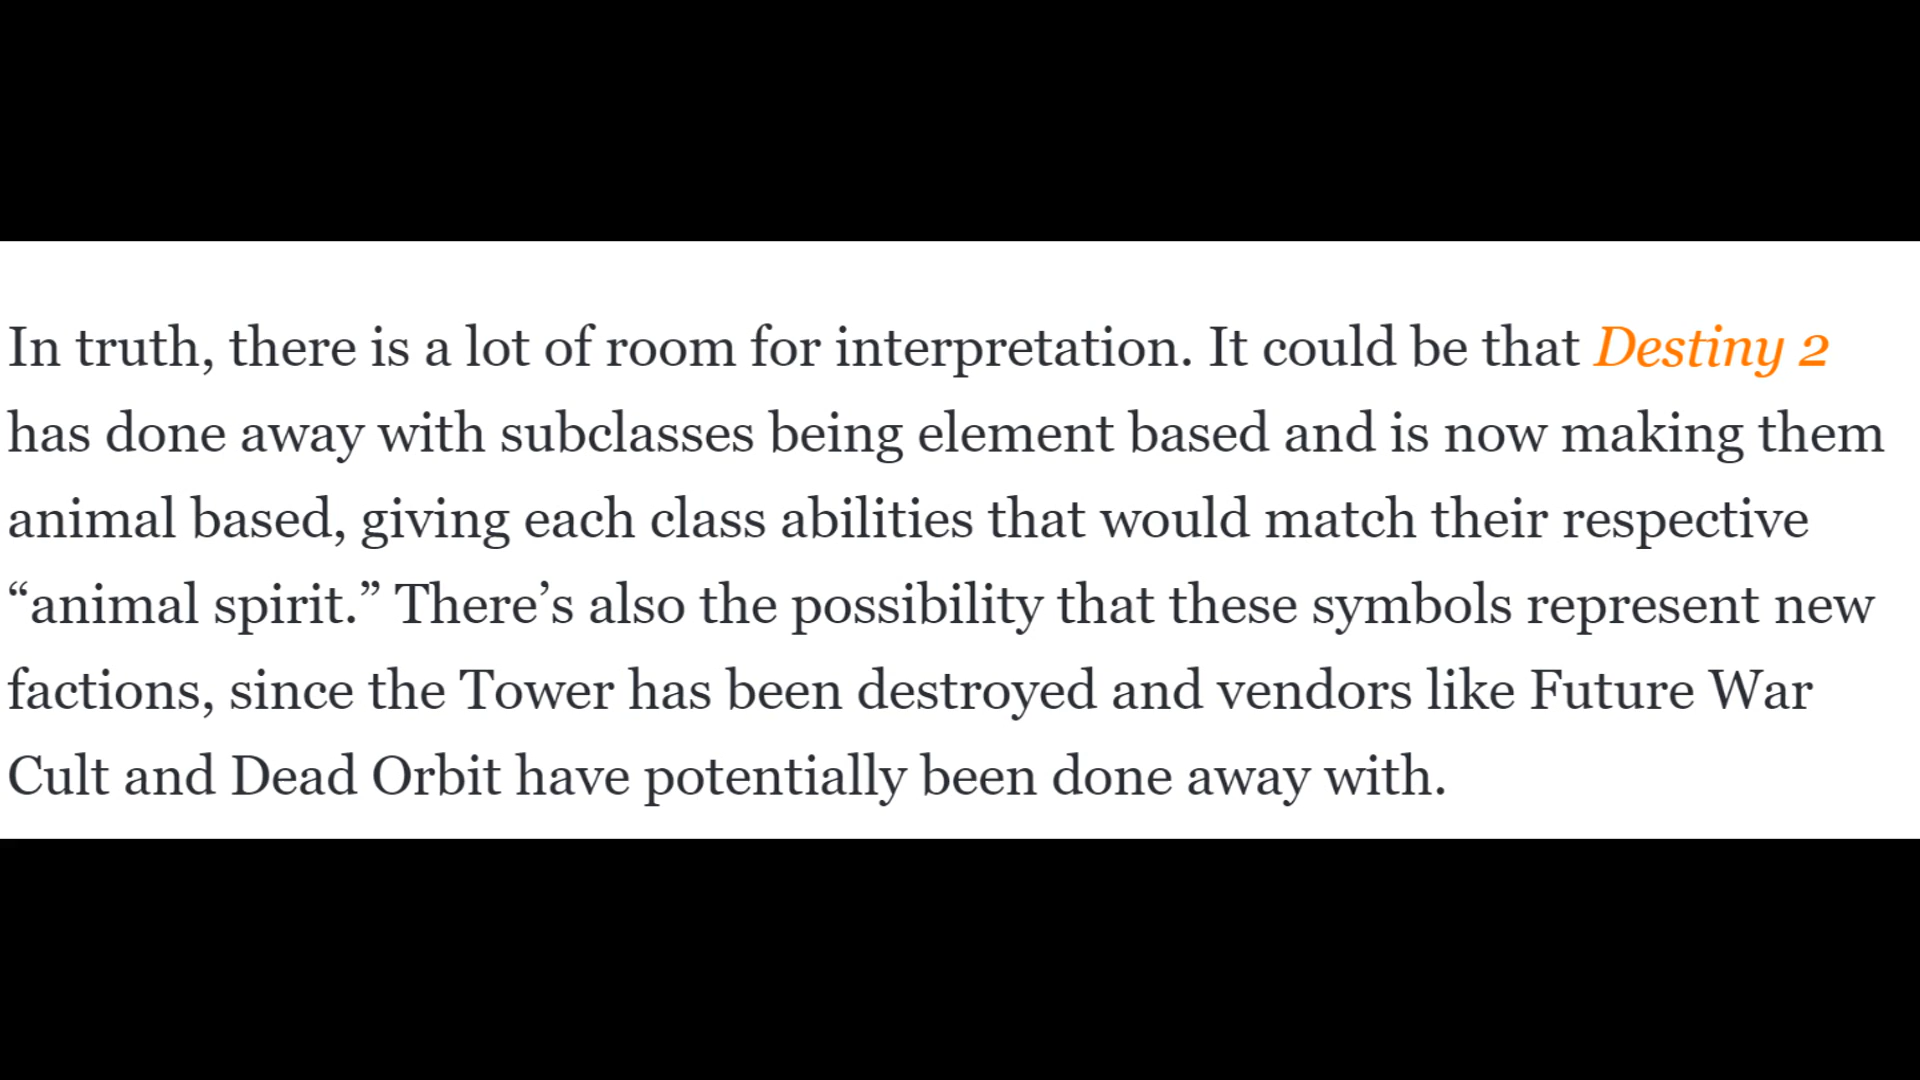 In truth, there is a lot of room for interpretation. It could be that Destiny 2
has done away with subclasses being element based and is now making them
animal based, giving each class abilities that would match their respective
“animal spirit.” There’s also the possibility that these symbols represent new
factions, since the Tower has been destroyed and vendors like Future War
Cult and Dead Orbit have potentially been done away with.